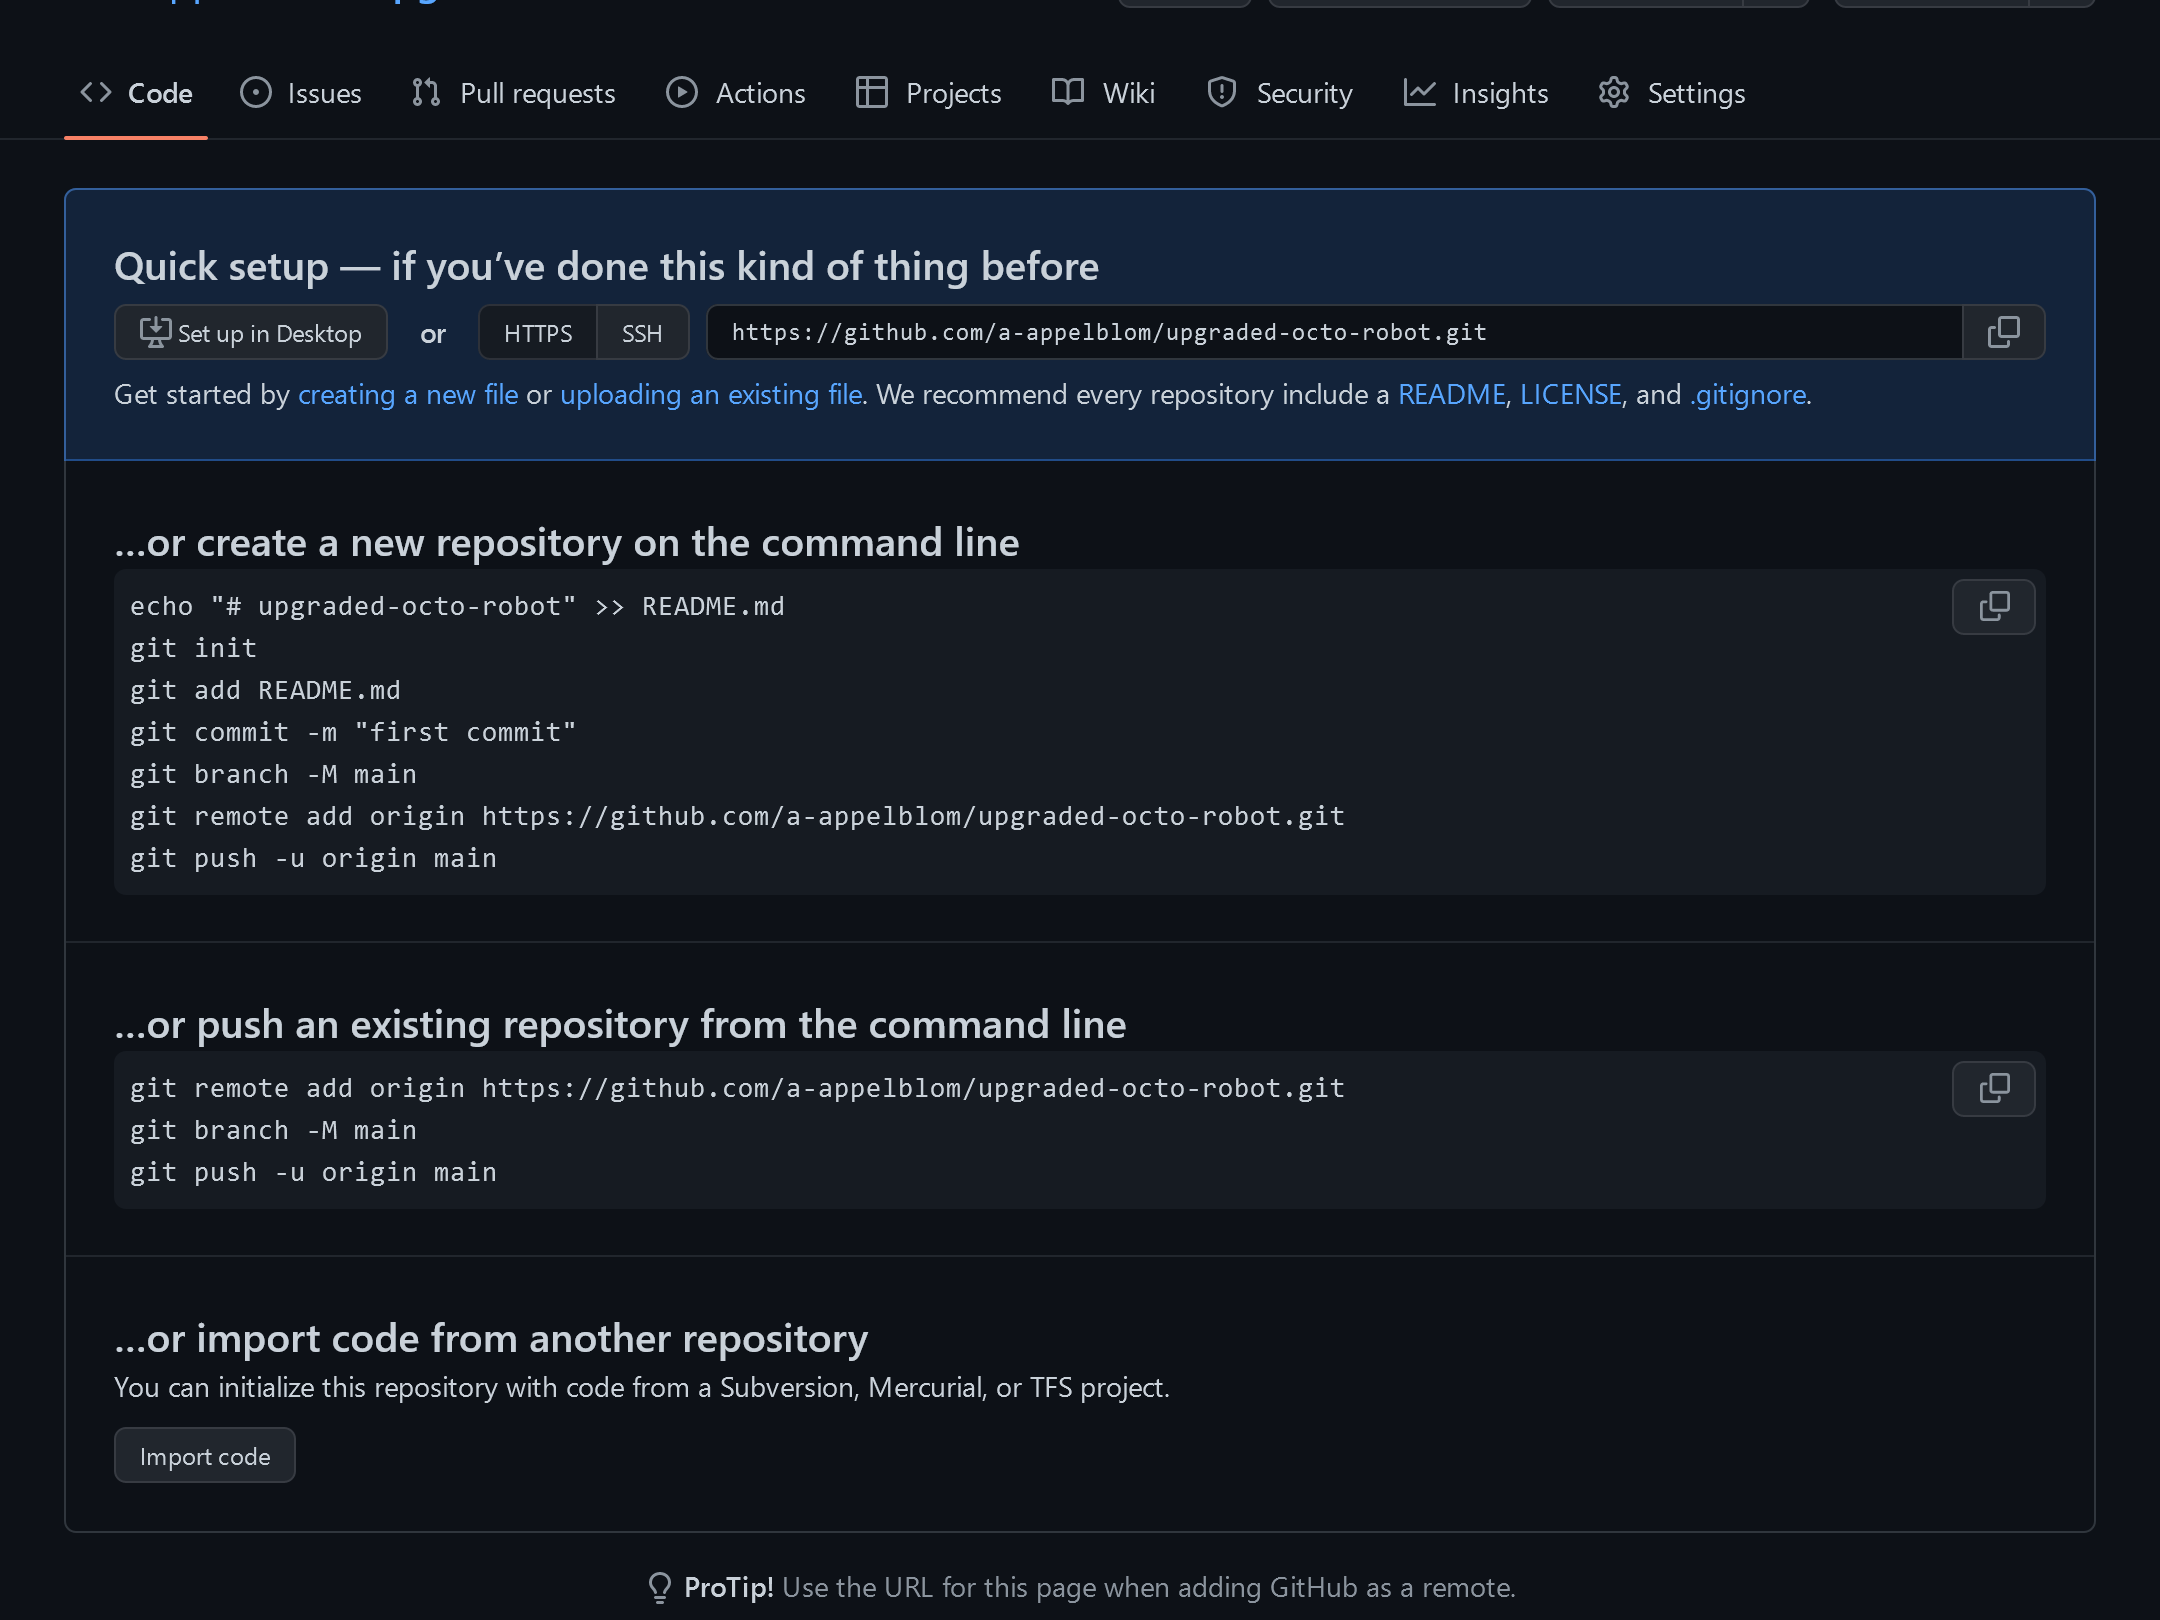 Code Issues Pull requests Actions Projects Wiki Security Insights Settings
Quick setup — if you’ve done this kind of thing before
Set up in Desktop or HTTPS SSH https://github.com/a-appelblom/upgraded-octo-robot.git
Get started by creating a new file or uploading an existing file. We recommend every repository include a README, LICENSE, and .gitignore.
…or create a new repository on the command line
echo "# upgraded-octo-robot" >> README.md
git init
git add README.md
git commit -m "first commit"
git branch -M main
git remote add origin https://github.com/a-appelblom/upgraded-octo-robot.git
git push -u origin main
…or push an existing repository from the command line
git remote add origin https://github.com/a-appelblom/upgraded-octo-robot.git
git branch -M main
git push -u origin main
…or import code from another repository
You can initialize this repository with code from a Subversion, Mercurial, or TFS project.
Import code
ProTip! Use the URL for this page when adding GitHub as a remote.